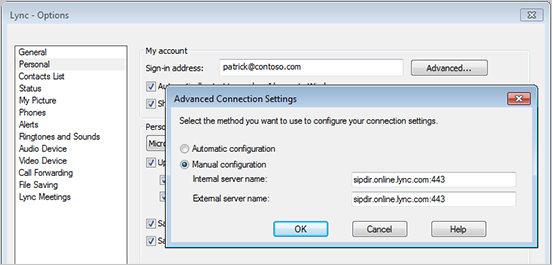 Lync - Options
General
Personal
Contacts List
Status
My Picture
Phones
Alerts
Ringtones and Sounds
Audio Device
Video Device
Call Forwarding
File Saving
Lync Meetings
My account
Sign-in address: patrick@contoso.com Advanced...
Advanced Connection Settings
Select the method you want to use to configure your connection settings.
Automatic configuration
Manual configuration
Internal server name: sipdir.online.lync.com:443
External server name: sipdir.online.lync.com:443
OK Cancel Help